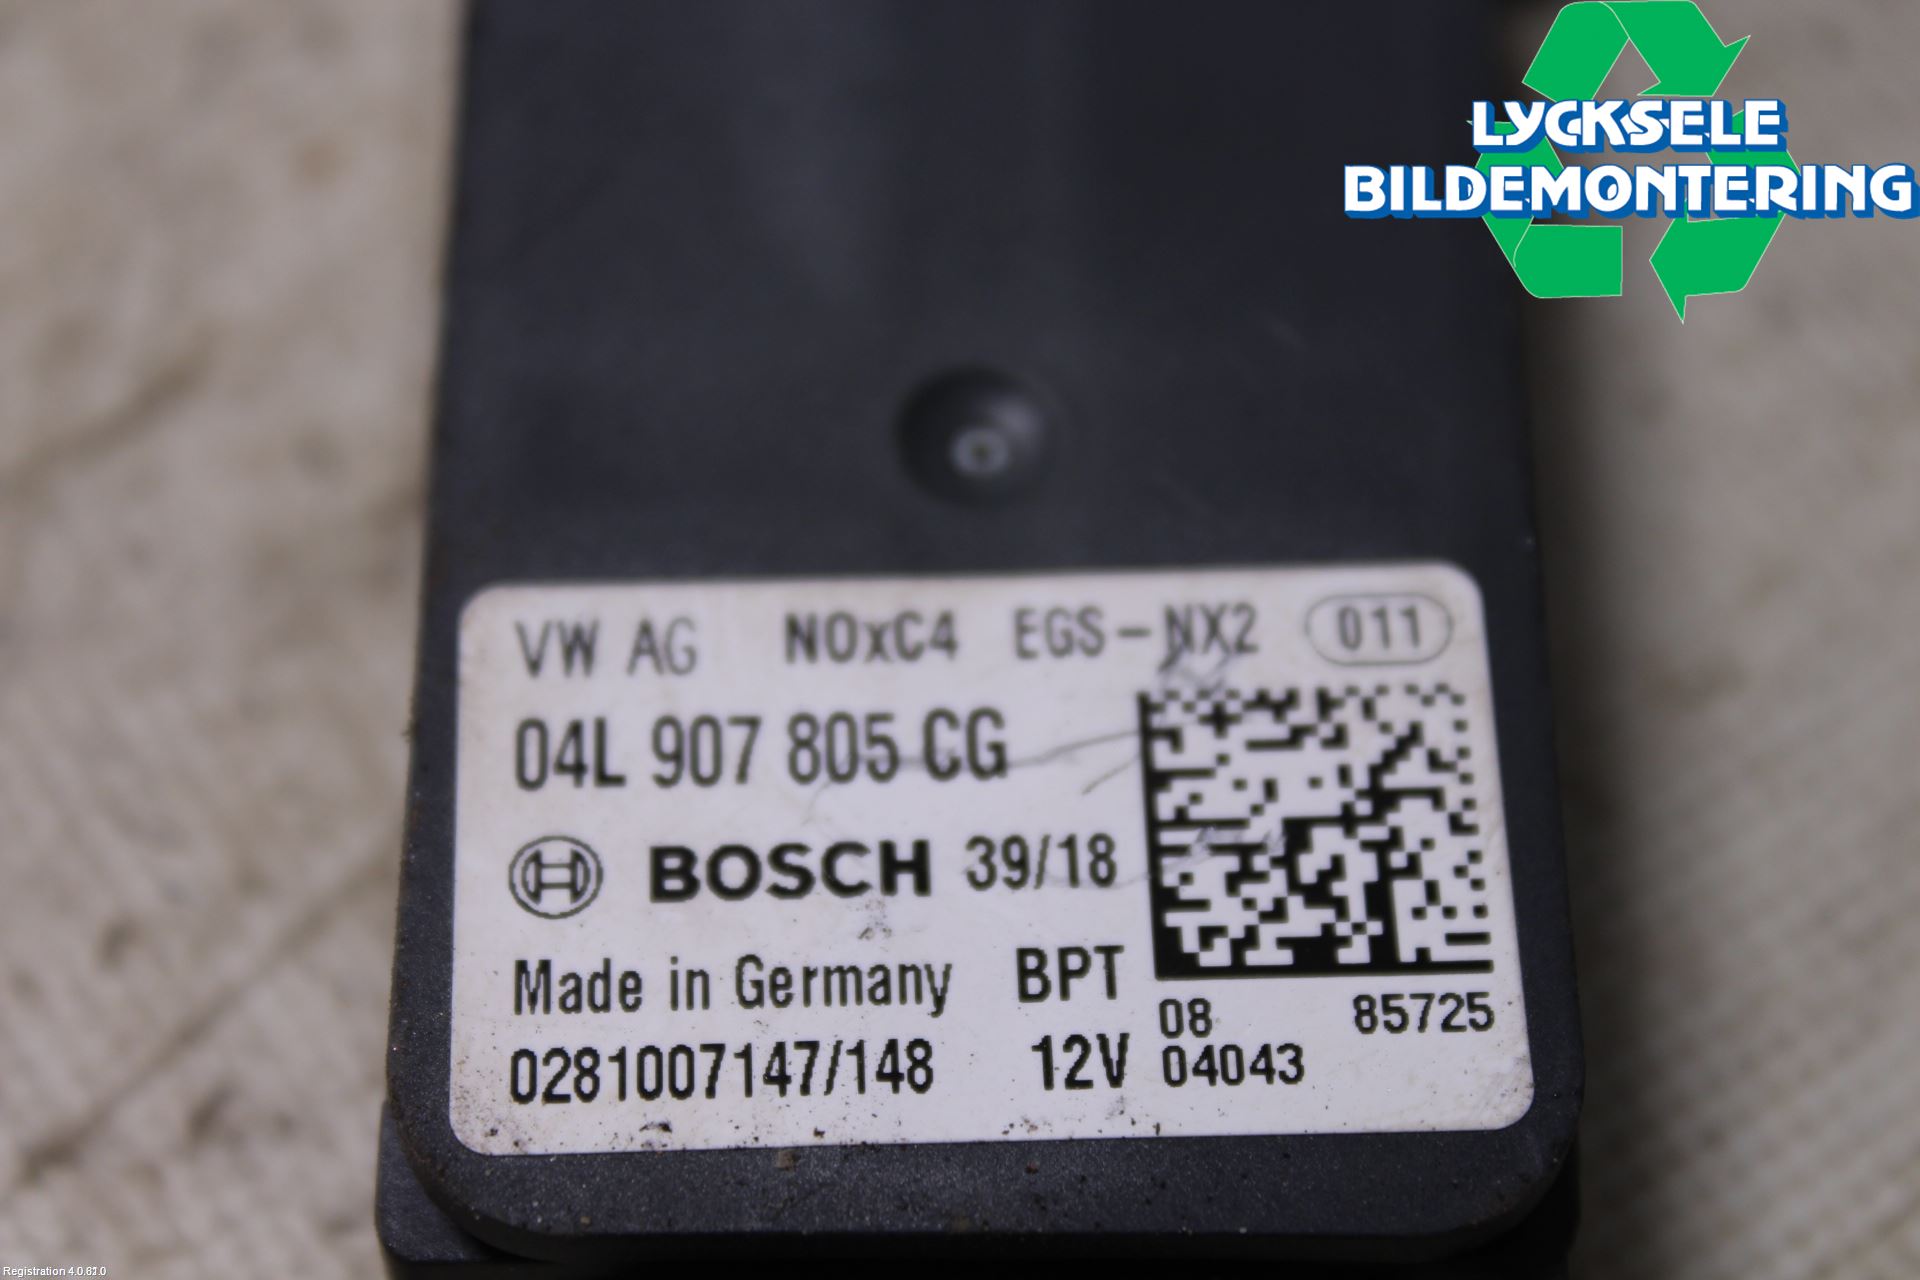 LYCKSELE
BILDEMONTERING
VW AG NOxC4 EGS-NX2 011
04L 907 805 CG
BOSCH 39/18
Made in Germany BPT
08 85725
0281007147/148 12V 04043
Registration